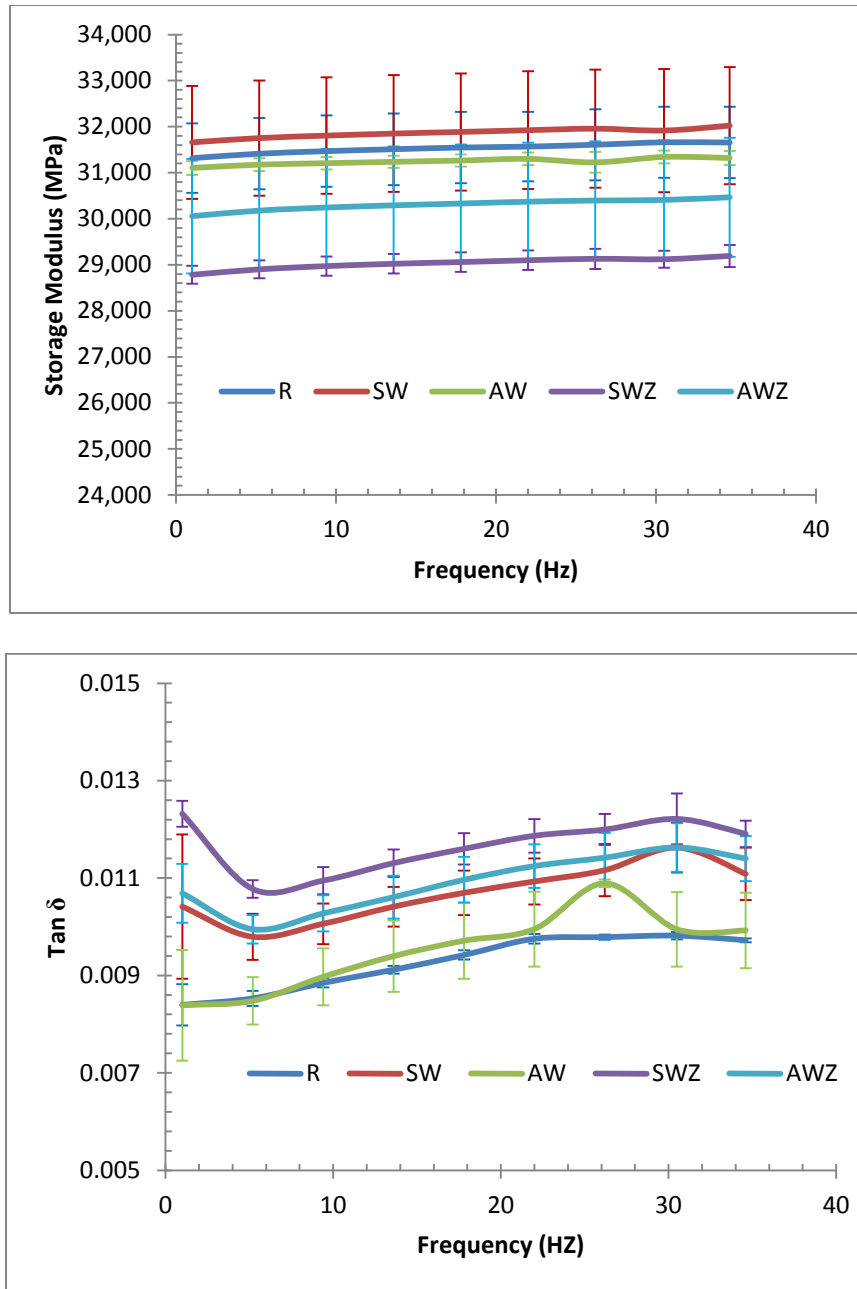 34,000
33,000
32,000
31,000
30,000
29,000
28,000
27,000
26,000
25,000
24,000
Storage Modulus (MPa)
R SW AW SWZ AWZ
0 10 20 30 40
Frequency (Hz)
0.015
0.013
0.011
0.009
0.007
0.005
Tan δ
R SW AW SWZ AWZ
0 10 20 30 40
Frequency (HZ)